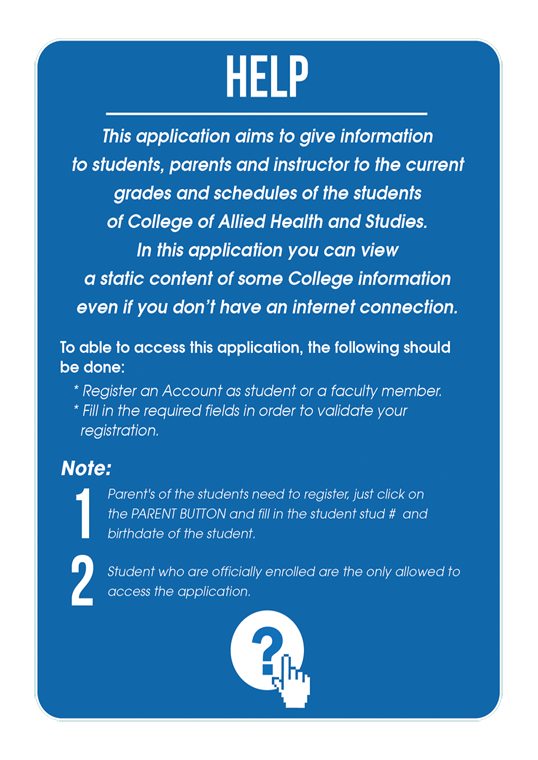 HELP
This application aims to give information
to students, parents and instructor to the current
grades and schedules of the students
of College of Allied Health and Studies.
In this application you can view
a static content of some College information
even if you don't have an internet connection.
To able to access this application, the following should
be done:
* Register an Account as student or a faculty member.
* Fill in the required fields in order to validate your
registration.
Note:
1
Parent's of the students need to register, just click on
the PARENT BUTTON and fill in the student stud # and
birthdate of the student.
2
Student who are officially enrolled are the only allowed to
access the application.
?